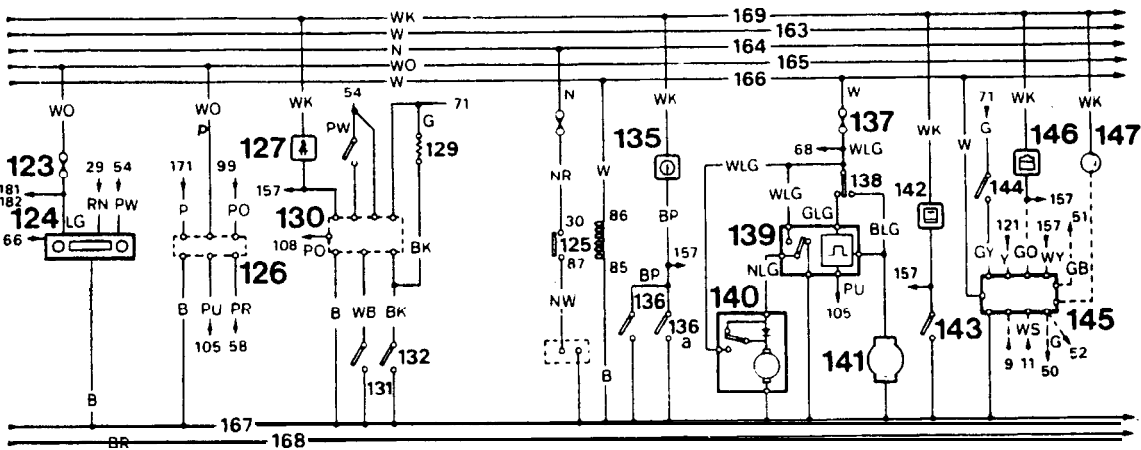 WK 169
W 163
N 164
WO 165
W 166
WO WO WK 54 71 N WK W WK 71 WK WK
P PW G
123 29 54 171 99 127 129 135 137 G 146 147
68 WLG
WLG 138
181
182
RN PW P PO 157 NR W WLG 142 144 157
124 LG 130 30 86 BP GLG 121 157 51
66 108 PO BK 125 139 BLG GY Y GO WY
126 87 85 157 NLG GB
B PU PR B WB BK NW BP 136 140 PU 157 WS 145
105 58 132 136 a 105 141 143 G 52
131 9 11 50
B B
167
BR 168